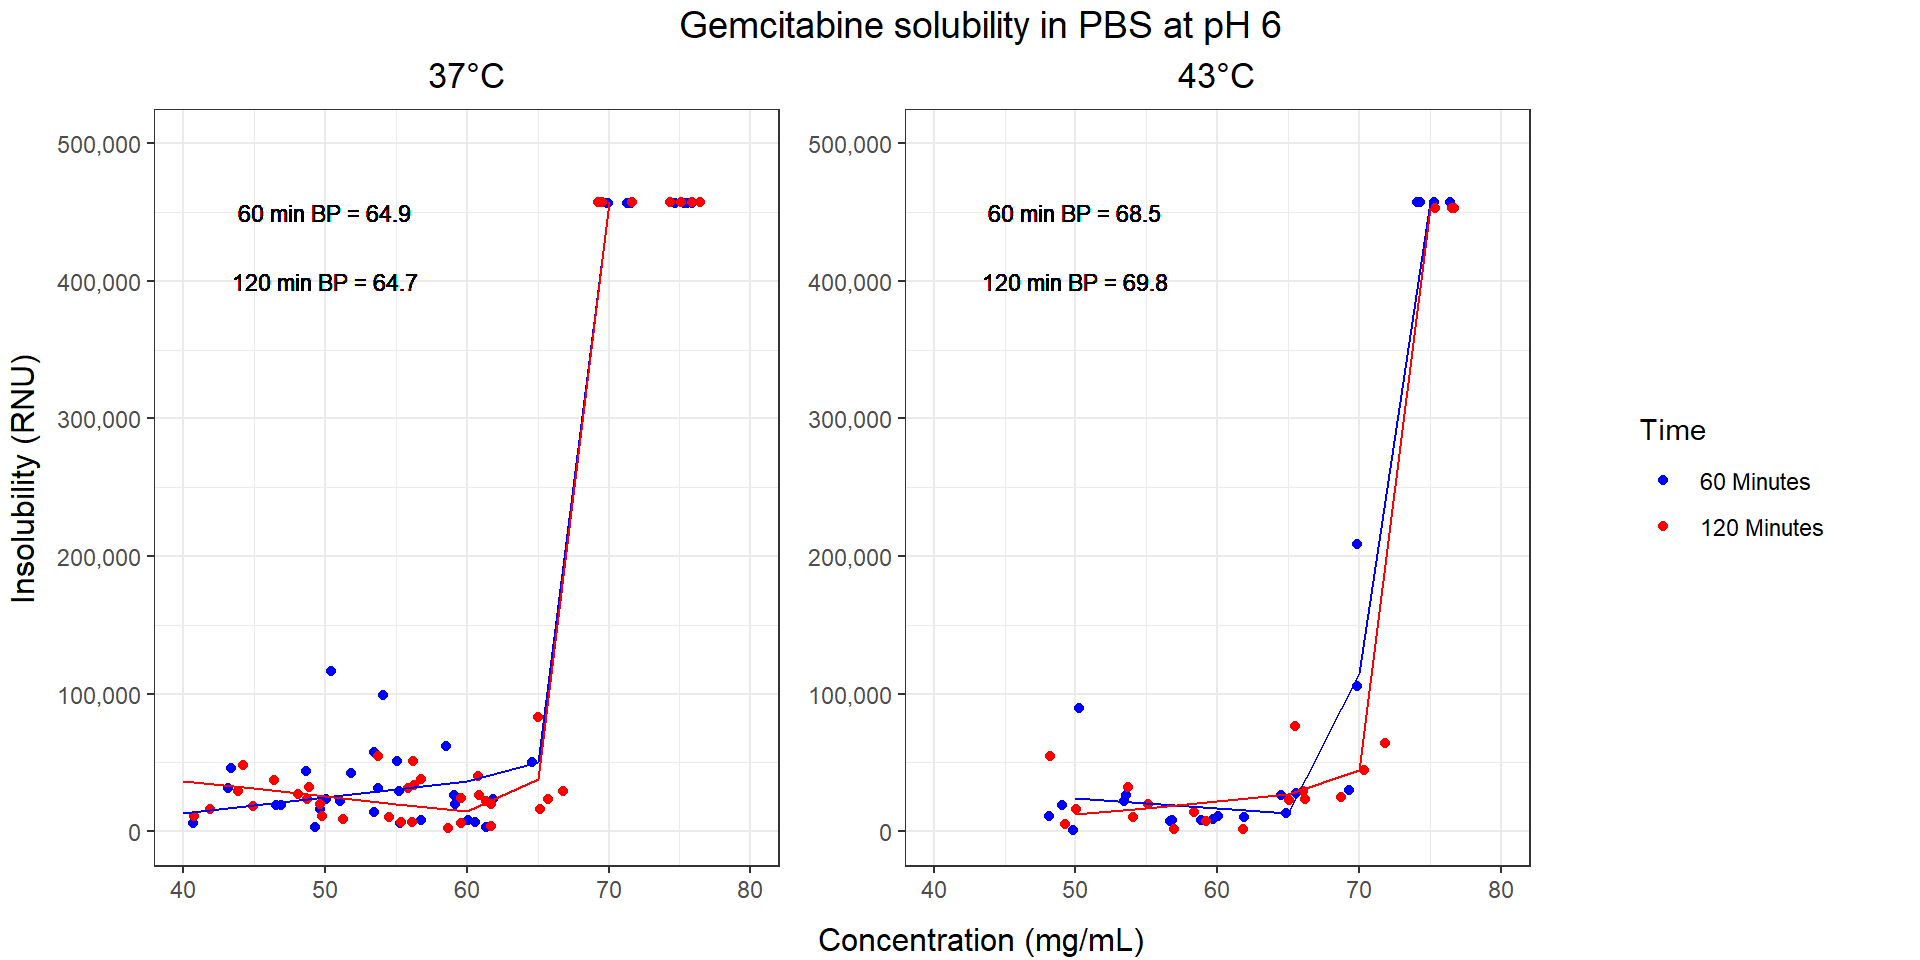 Gemcitabine solubility in PBS at pH 6
37°C
43°C
Insolubility (RNU)
500,000
400,000
300,000
200,000
100,000
0
60 min BP = 64.9
120 min BP = 64.7
40 50 60 70 80
500,000
400,000
300,000
200,000
100,000
0
60 min BP = 68.5
120 min BP = 69.8
40 50 60 70 80
Concentration (mg/mL)
Time
60 Minutes
120 Minutes